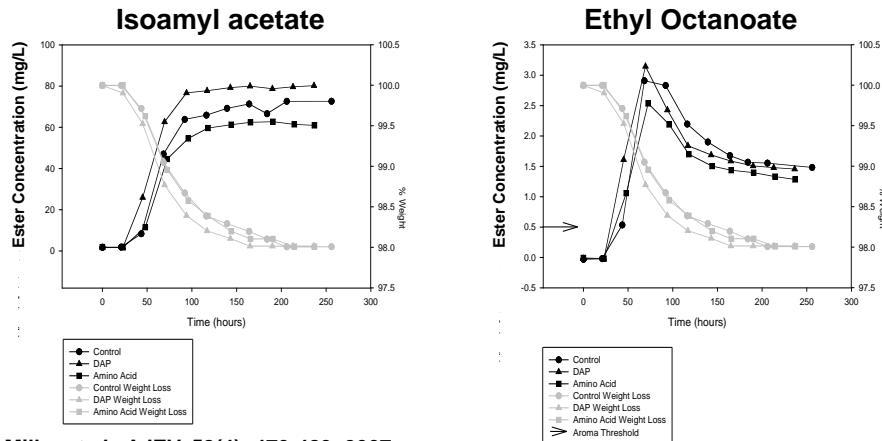 Isoamyl acetate
100
80
60
40
20
0
Ester Concentration (mg/L)
100.5
100.0
99.5
99.0
98.5
98.0
97.5
% Weight
0 50 100 150 200 250 300
Time (hours)
Control
DAP
Amino Acid
Control Weight Loss
DAP Weight Loss
Amino Acid Weight Loss
Ethyl Octanoate
3.5
3.0
2.5
2.0
1.5
1.0
0.5
0.0
-0.5
Ester Concentration (mg/L)
100.5
100.0
99.5
99.0
98.5
98.0
97.5
0 50 100 150 200 250 300
Time (hours)
Control
DAP
Amino Acid
Control Weight Loss
DAP Weight Loss
Amino Acid Weight Loss
Aroma Threshold